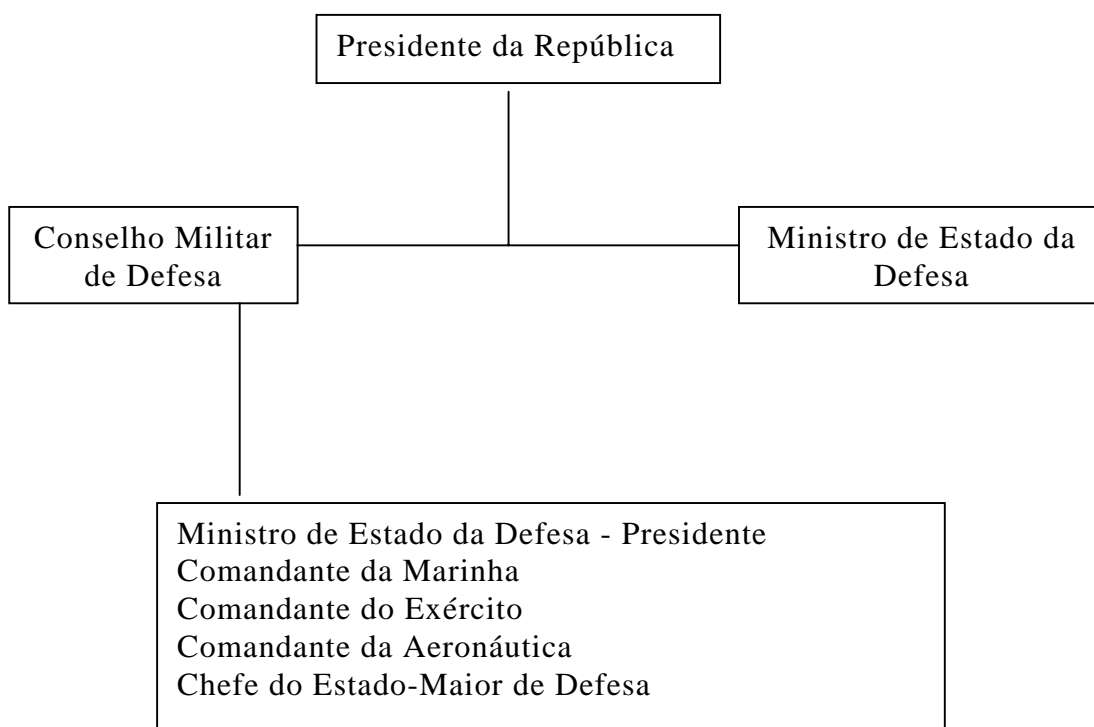 Presidente da República
Conselho Militar
de Defesa
Ministro de Estado da
Defesa
Ministro de Estado da Defesa - Presidente
Comandante da Marinha
Comandante do Exército
Comandante da Aeronáutica
Chefe do Estado-Maior de Defesa